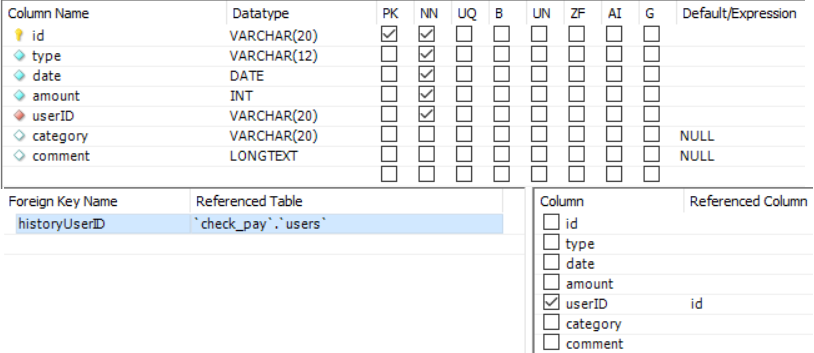 Column Name Datatype PK NN UQ B UN ZF AI G Default/Expression
id VARCHAR(20)
type VARCHAR(12)
date DATE
amount INT
userID VARCHAR(20)
category VARCHAR(20) NULL
comment LONGTEXT NULL
Foreign Key Name Referenced Table
historyUserID `check_pay`.`users`
Column Referenced Column
id
type
date
amount
userID id
category
comment